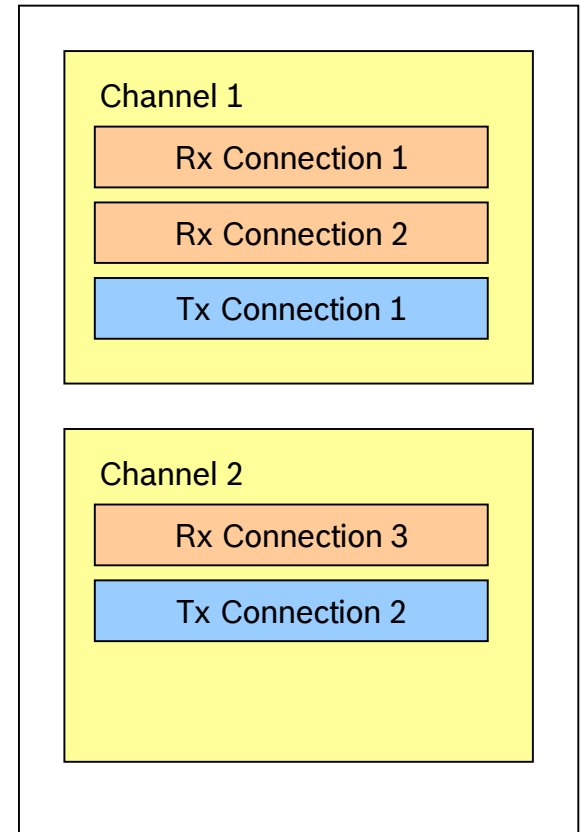 Channel 1
Rx Connection 1
Rx Connection 2
Tx Connection 1
Channel 2
Rx Connection 3
Tx Connection 2